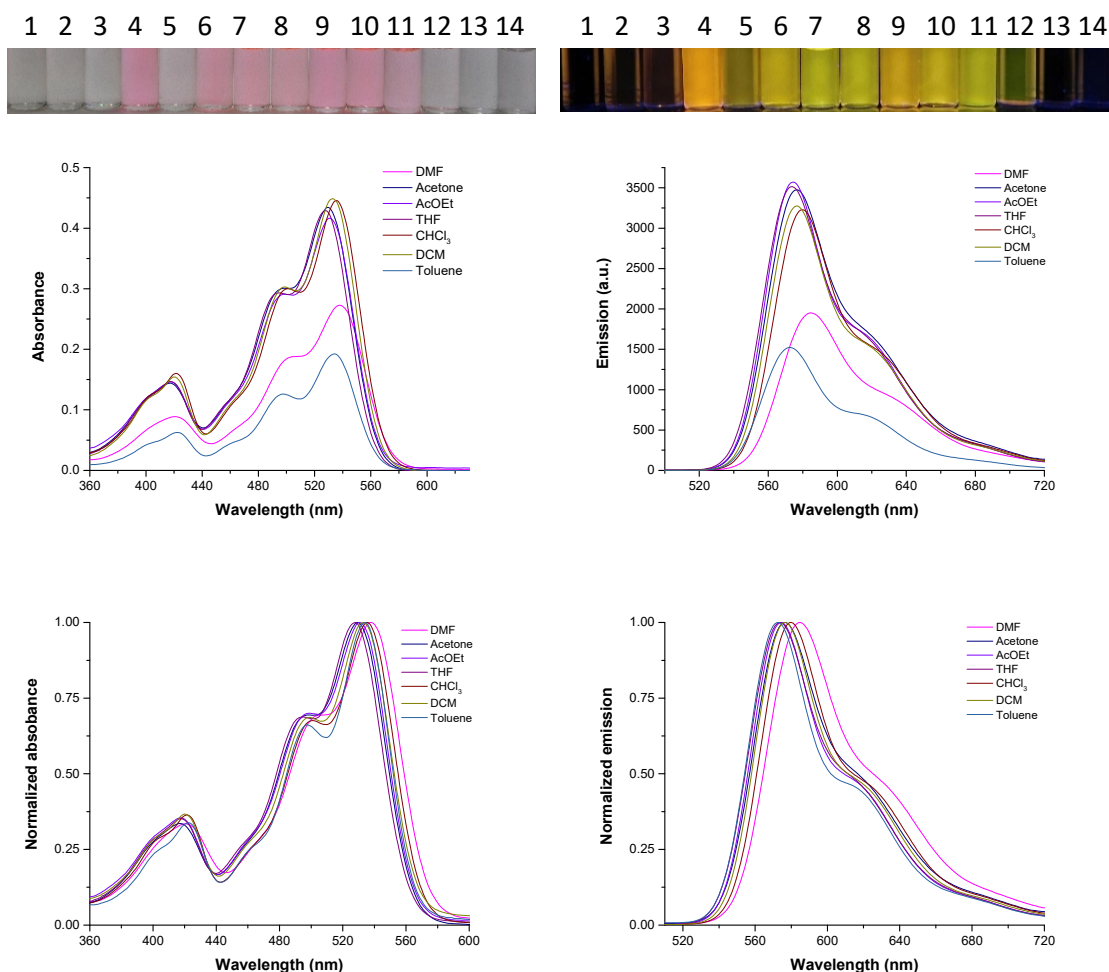 1 2 3 4 5 6 7 8 9 10 11 12 13 14
1 2 3 4 5 6 7 8 9 10 11 12 13 14
0.5
0.4
0.3
0.2
0.1
0.0
Absorbance
360 400 440 480 520 560 600
Wavelength (nm)
DMF
Acetone
AcOEt
THF
CHCl₃
DCM
Toluene
3500
3000
2500
2000
1500
1000
500
0
Emission (a.u.)
520 560 600 640 680 720
Wavelength (nm)
DMF
Acetone
AcOEt
THF
CHCl₃
DCM
Toluene
1.00
0.75
0.50
0.25
0.00
Normalized absobance
360 400 440 480 520 560 600
Wavelength (nm)
DMF
Acetone
AcOEt
THF
CHCl₃
DCM
Toluene
1.00
0.75
0.50
0.25
0.00
Normalized emission
520 560 600 640 680 720
Wavelength (nm)
DMF
Acetone
AcOEt
THF
CHCl₃
DCM
Toluene